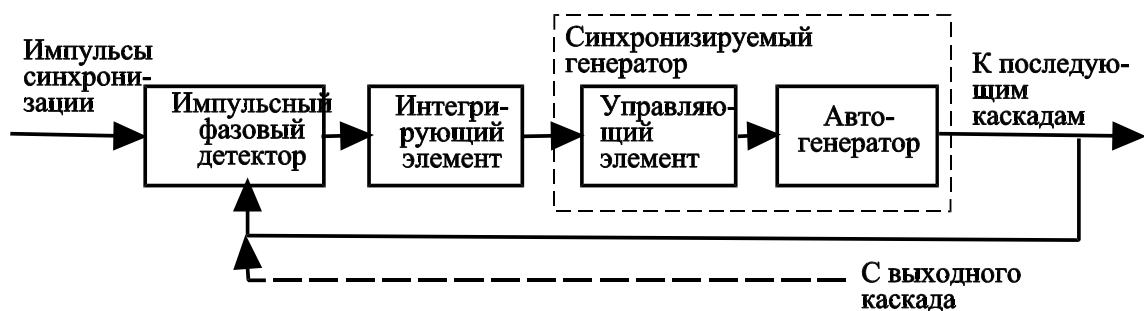 Импульсы
синхрони-
зации
Импульсный
фазовый
детектор
Интегри-
рующий
элемент
Синхронизируемый
генератор
Управляю-
щий
элемент
Авто-
генератор
К последую-
щим
каскадам
С выходного
каскада